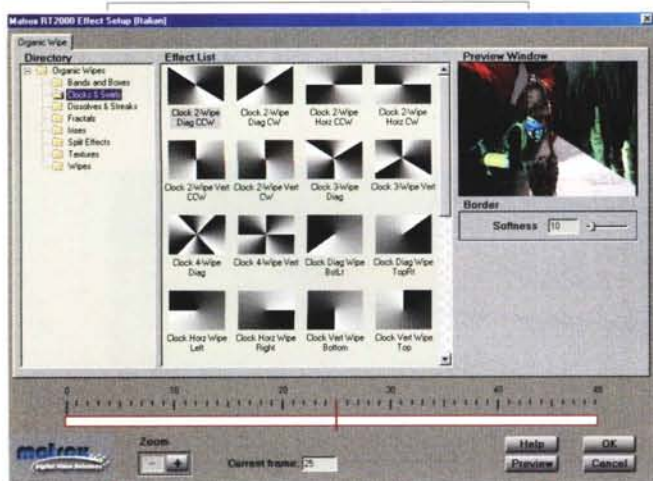 Matrox RT2000 Effect Setup (Italian)
Organic Wipe
Directory
Organic Wipes
Bands and Boxes
Clocks & Swirls
Dissolves & Streaks
Fractals
Irises
Split Effects
Textures
Wipes
Effect List
Clock 2-Wipe Diag CCW
Clock 2-Wipe Diag CW
Clock 2-Wipe Horz CCW
Clock 2-Wipe Horz CW
Clock 2-Wipe Vert CCW
Clock 2-Wipe Vert CW
Clock 3-Wipe Diag
Clock 3-Wipe Vert
Clock 4-Wipe Diag
Clock 4-Wipe Vert
Clock Diag Wipe BotLt
Clock Diag Wipe TopRt
Clock Horz Wipe Left
Clock Horz Wipe Right
Clock Vert Wipe Bottom
Clock Vert Wipe Top
Preview Window
Border
Softness 10
0 10 20 30 40
matrox
Digital Video Solutions
Zoom
- +
Current frame: 25
Help
OK
Preview
Cancel